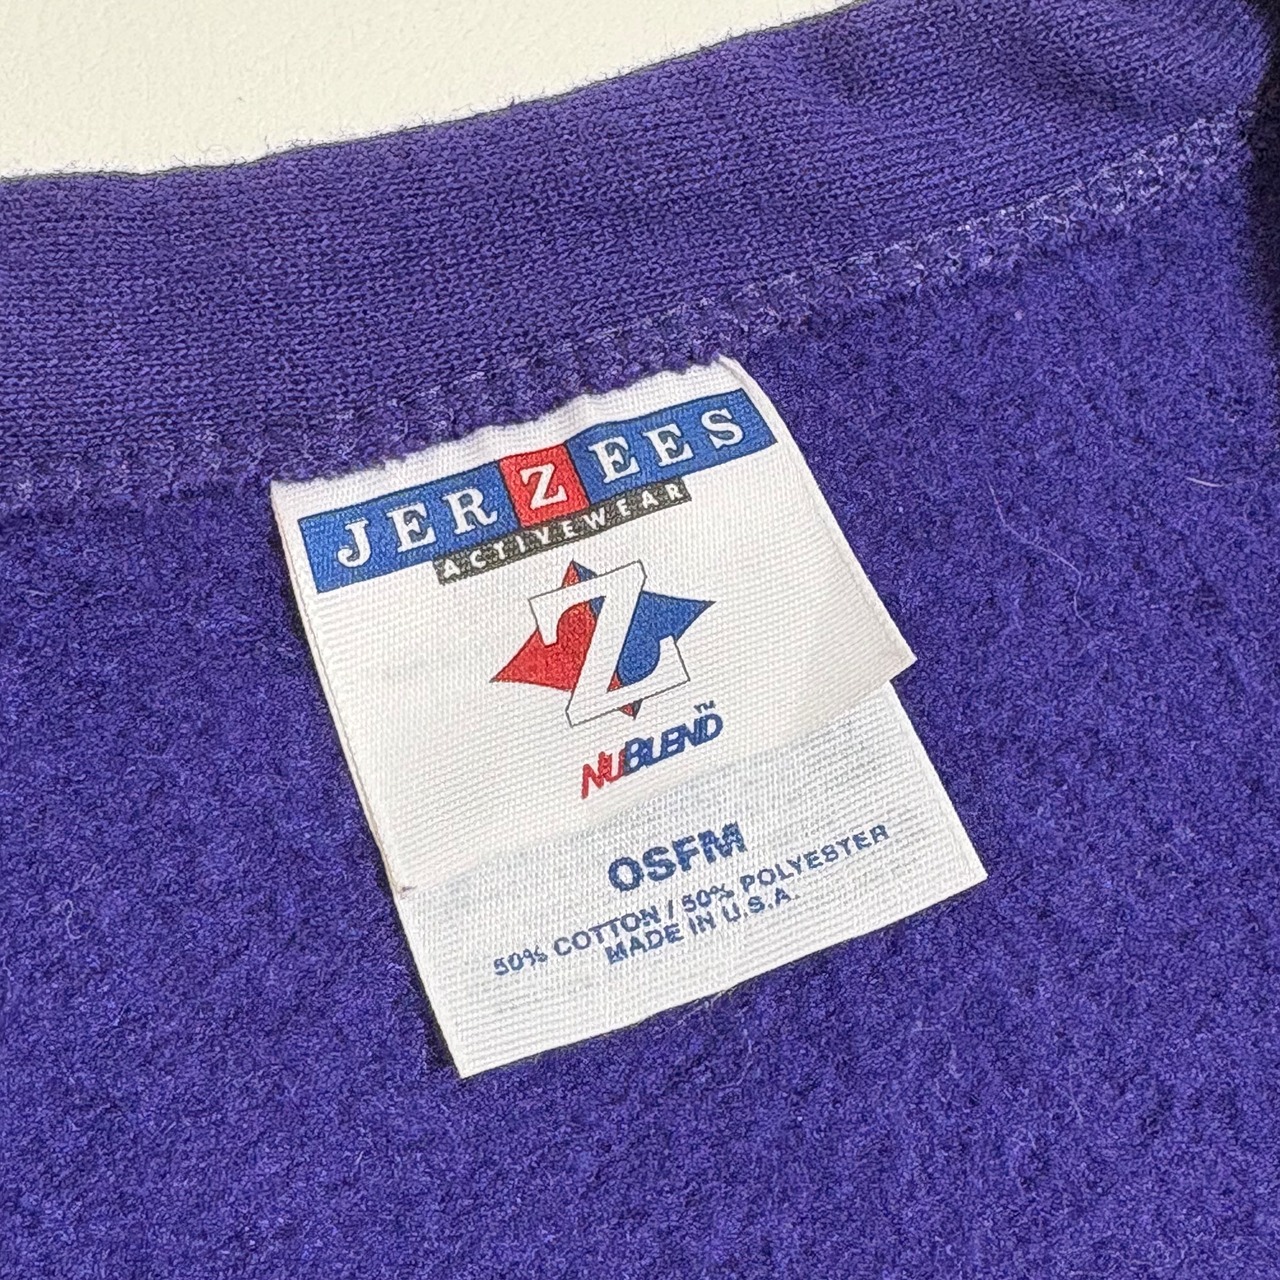 JERZEES
ACTIVEWEAR
Z
NUBLEND™
OSFM
50% COTTON / 50% POLYESTER
MADE IN U.S.A.